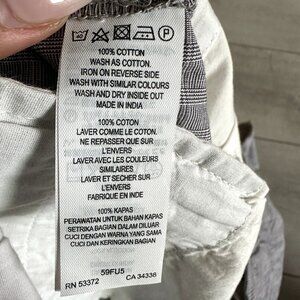 100% COTTON
WASH AS COTTON.
IRON ON REVERSE SIDE
WASH WITH SIMILAR COLOURS
WASH AND DRY INSIDE OUT
MADE IN INDIA
100% COTON
LAVER COMME LE COTON.
NE REPASSER QUE SUR
L'ENVERS
LAVER AVEC LES COULEURS
SIMILAIRES
LAVER ET SECHER SUR
L'ENVERS
FABRIQUE EN INDE
100% KAPAS
PERAWATAN UNTUK BAHAN KAPAS
SETRIKA BAGIAN DALAM DILUAR
CUCI DENGAN WARNA YANG SAMA
CUCI DAN KERINGKAN BAGIAN
59FU5
RN 53372 CA 34338